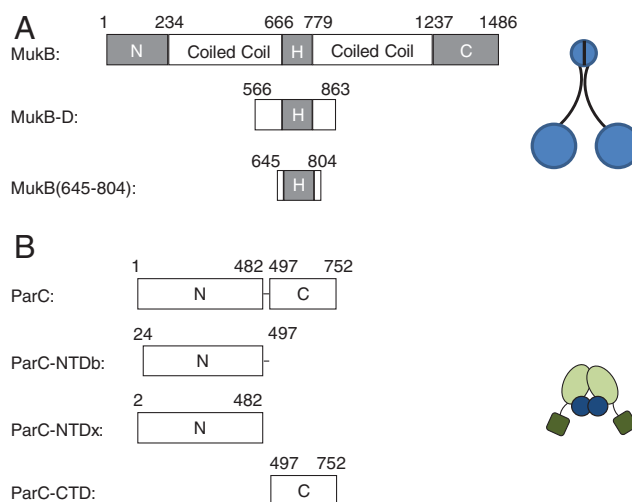 A
1 234 666 779 1237 1486
MukB: N Coiled Coil H Coiled Coil C
566 863
MukB-D: H
645 804
MukB(645-804): H
B
1 482 497 752
ParC: N C
24 497
ParC-NTDb: N
2 482
ParC-NTDx: N
497 752
ParC-CTD: C